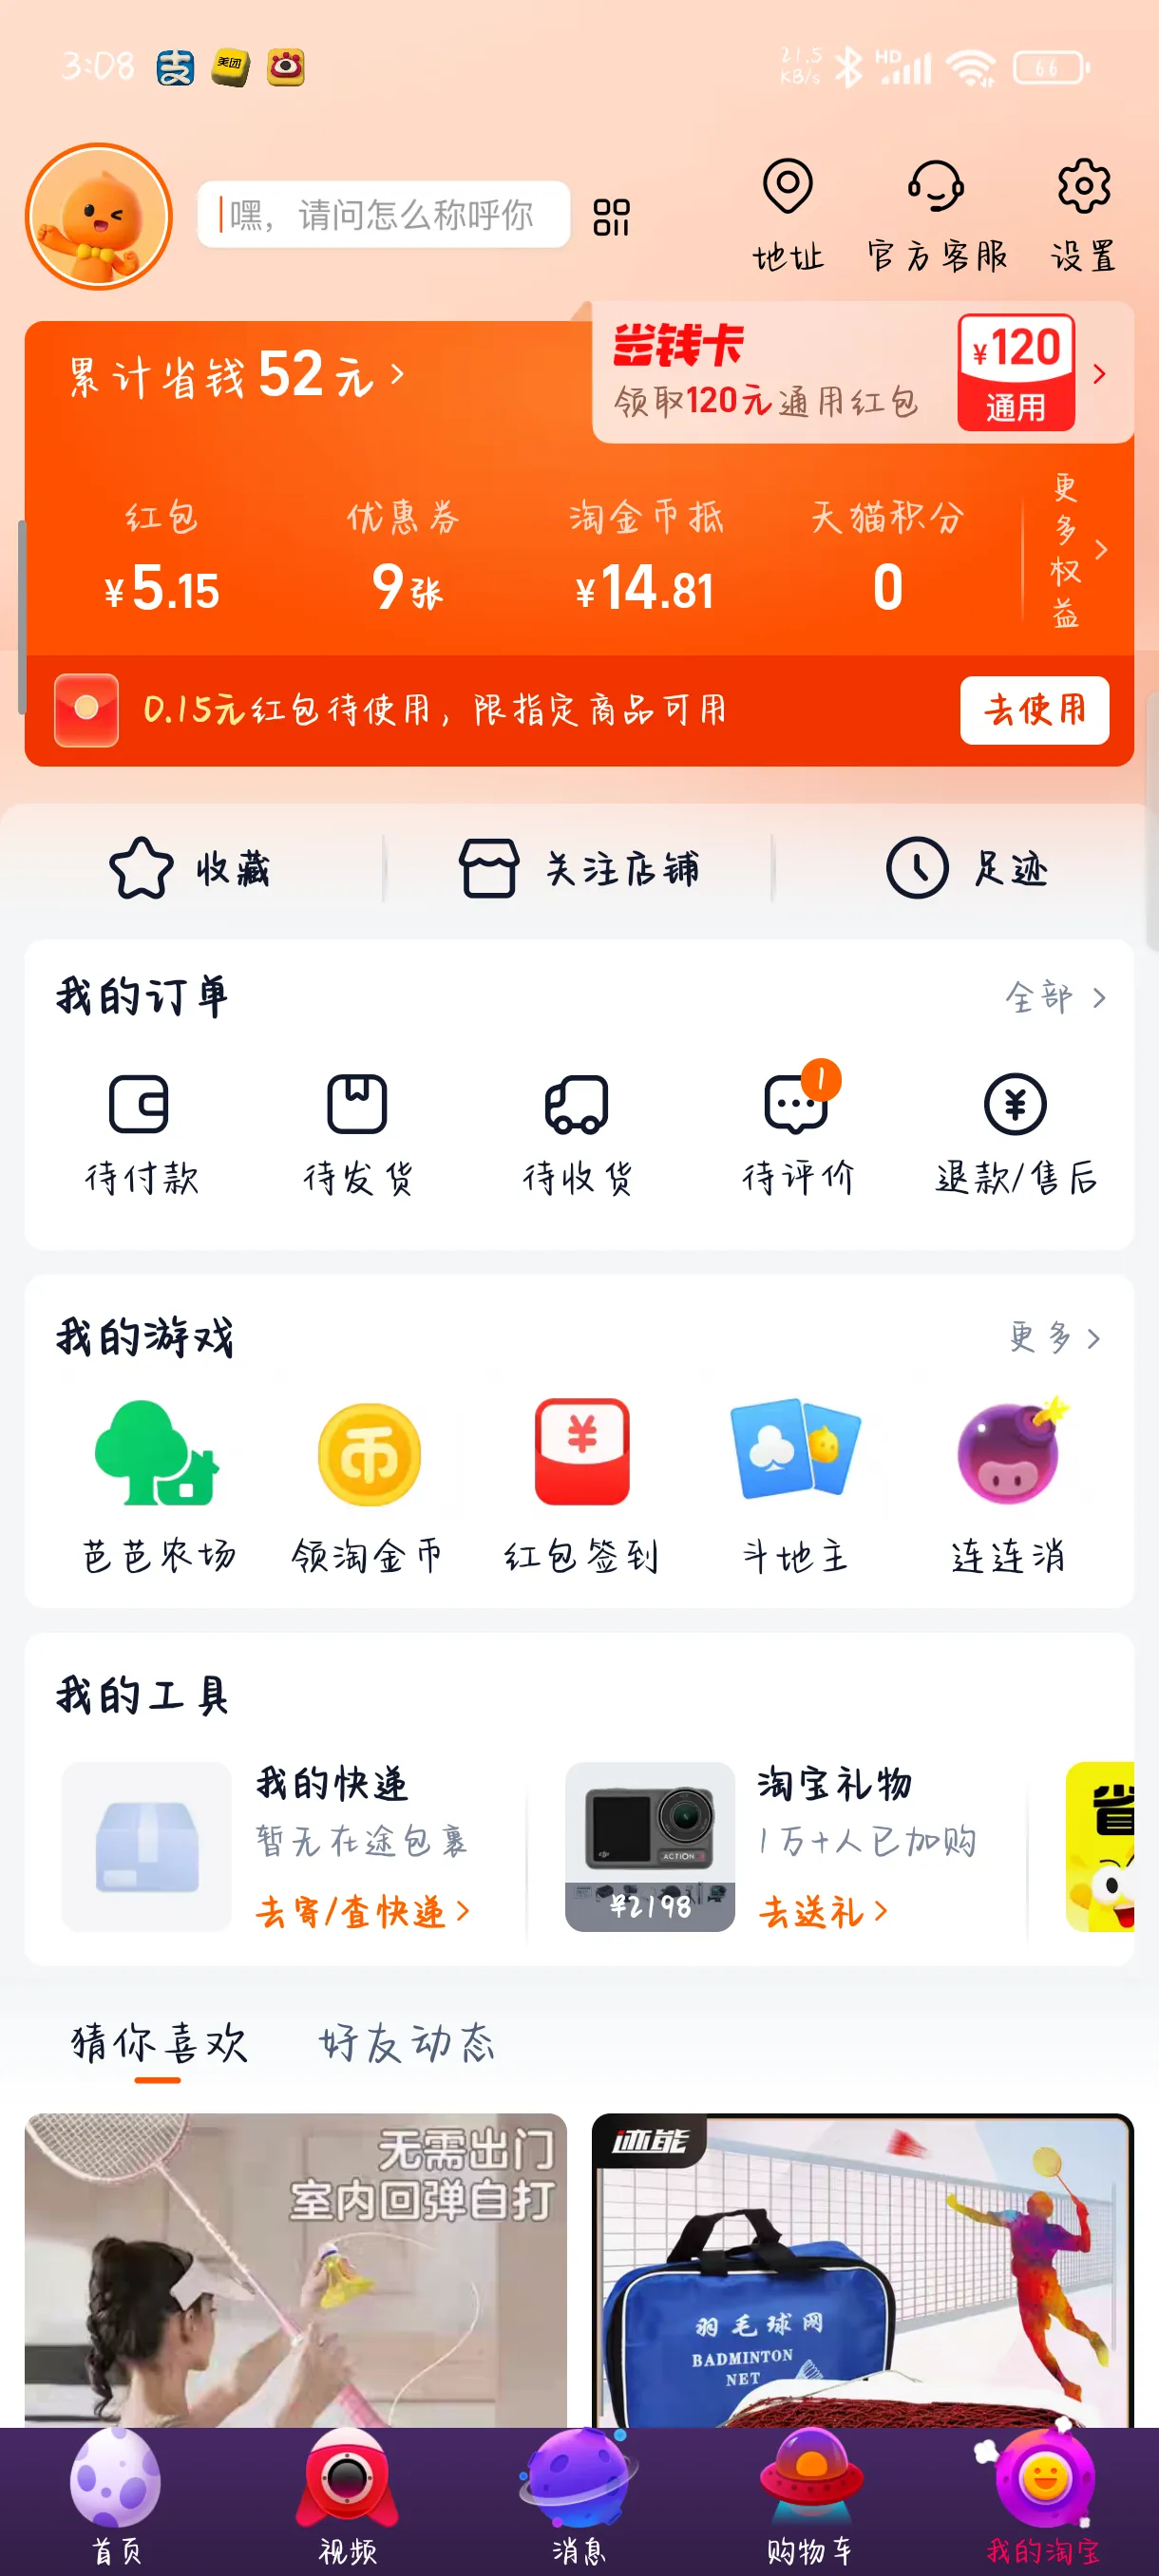 3:08
支
美团
21.5
KB/s
HD
66
嘿，请问怎么称呼你
地址
官方客服
设置
累计省钱52元
省钱卡
领取120元通用红包
¥120
通用
红包
优惠券
淘金币抵
天猫积分
更多权益
¥5.15
9张
¥14.81
0
0.15元红包待使用，限指定商品可用
去使用
收藏
关注店铺
足迹
我的订单
全部
1
待付款
待发货
待收货
待评价
退款/售后
我的游戏
更多
币
¥
芭芭农场
领淘金币
红包签到
斗地主
连连消
我的工具
我的快递
暂无在途包裹
去寄/查快递
ACTION
¥2198
淘宝礼物
1万+人已加购
去送礼
省
猜你喜欢
好友动态
无需出门
室内回弹自打
迹能
羽毛球网
BADMINTON
NET
首页
视频
消息
购物车
我的淘宝